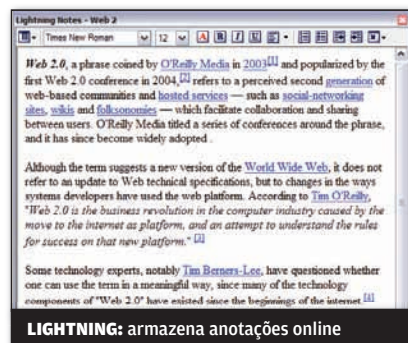 Lightning Notes - Web 2
Times New Roman 12 A B I U
Web 2.0, a phrase coined by O'Reilly Media in 2003[1] and popularized by the
first Web 2.0 conference in 2004,[2] refers to a perceived second generation of
web-based communities and hosted services — such as social-networking
sites, wikis and folksonomies — which facilitate collaboration and sharing
between users. O'Reilly Media titled a series of conferences around the phrase,
and it has since become widely adopted .
Although the term suggests a new version of the World Wide Web, it does not
refer to an update to Web technical specifications, but to changes in the ways
systems developers have used the web platform. According to Tim O'Reilly,
"Web 2.0 is the business revolution in the computer industry caused by the
move to the internet as platform, and an attempt to understand the rules
for success on that new platform." [3]
Some technology experts, notably Tim Berners-Lee, have questioned whether
one can use the term in a meaningful way, since many of the technology
components of "Web 2.0" have existed since the beginnings of the internet.[4]
LIGHTNING: armazena anotações online